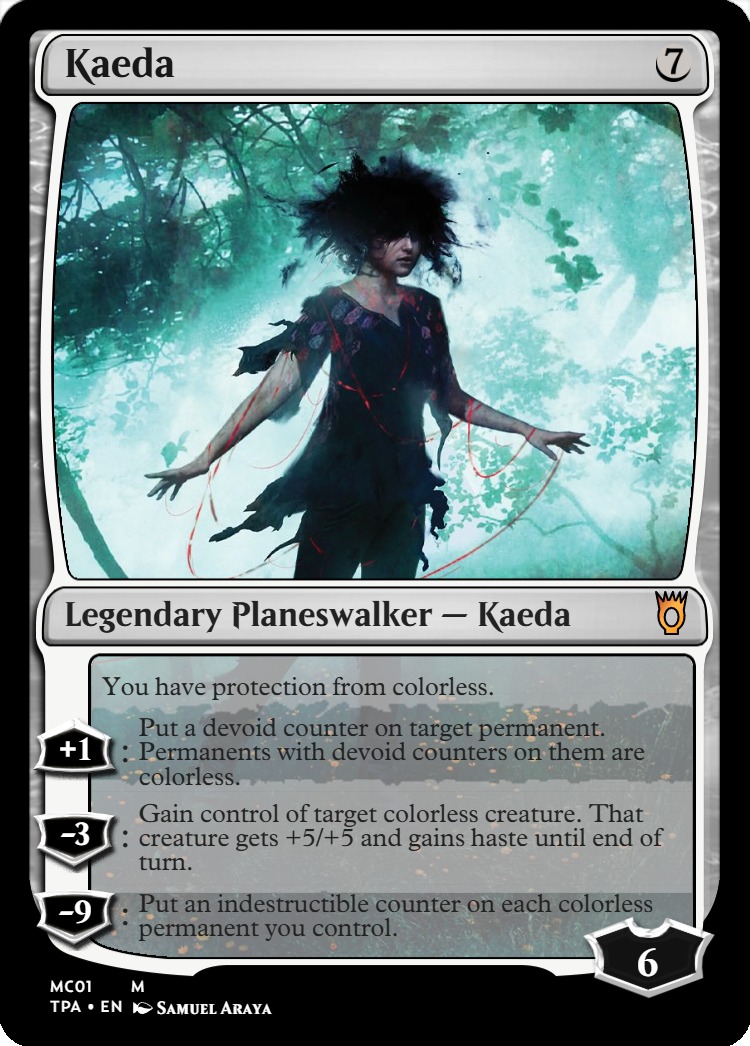 Kaeda 7
Legendary Planeswalker — Kaeda
You have protection from colorless.
Put a devoid counter on target permanent.
+1 : Permanents with devoid counters on them are
colorless.
Gain control of target colorless creature. That
−3 : creature gets +5/+5 and gains haste until end of
turn.
Put an indestructible counter on each colorless
−9 : permanent you control.
6
MC01 M
TPA • EN SAMUEL ARAYA